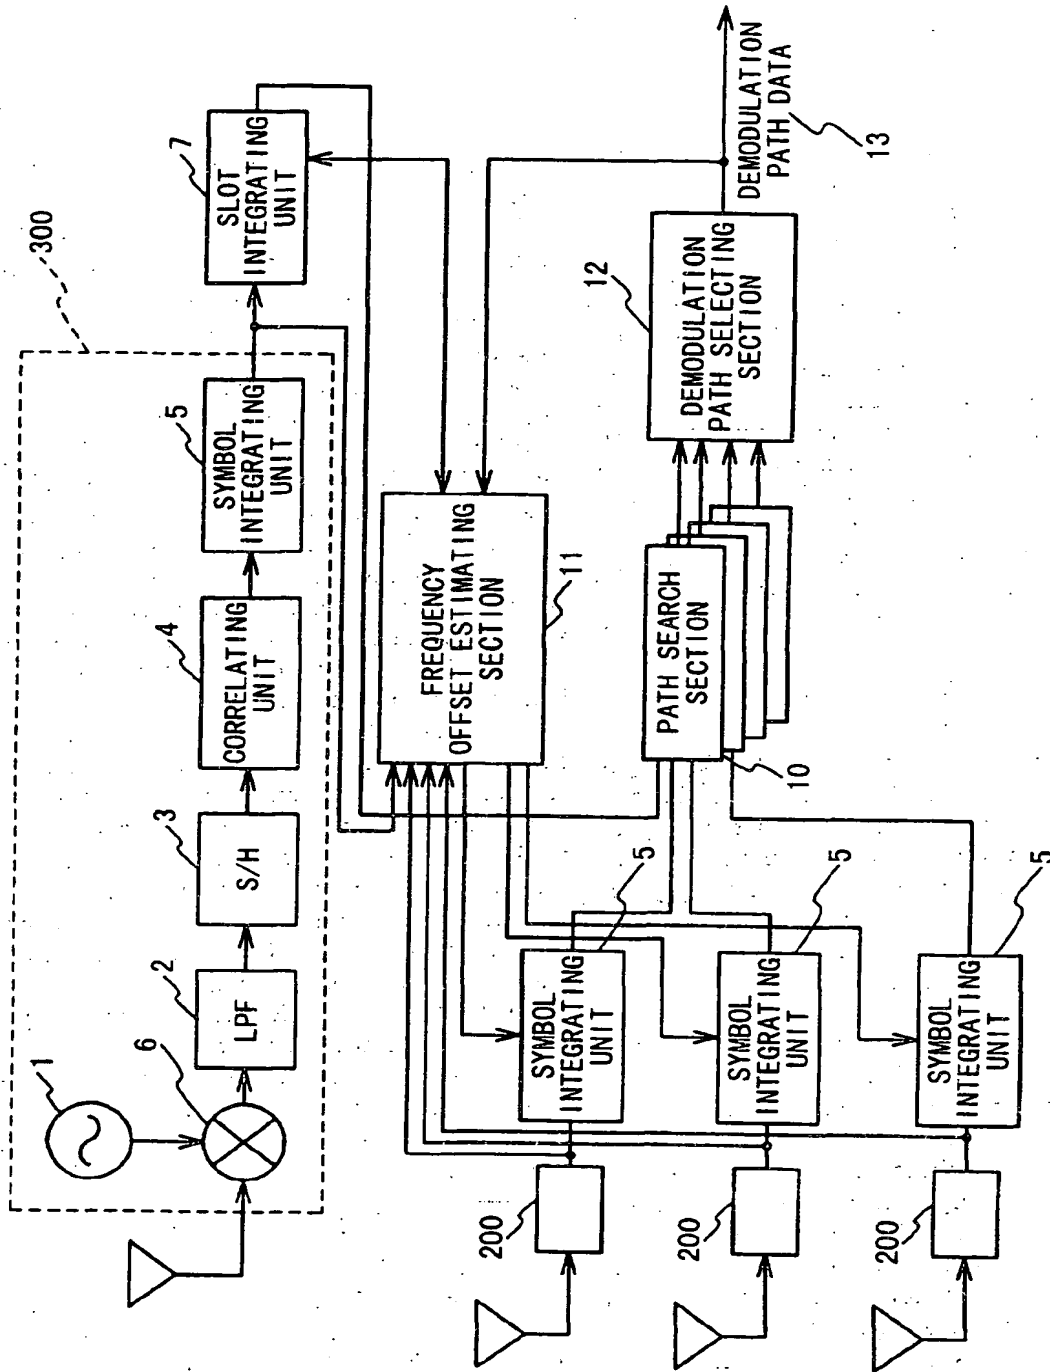 300
1
6
2
LPF
3
S/H
4
CORRELATING
UNIT
5
SYMBOL
INTEGRATING
UNIT
7
SLOT
INTEGRATING
UNIT
FREQUENCY
OFFSET ESTIMATING
SECTION
11
200
SYMBOL
INTEGRATING
UNIT
5
200
SYMBOL
INTEGRATING
UNIT
5
200
SYMBOL
INTEGRATING
UNIT
5
PATH SEARCH
SECTION
10
12
DEMODULATION
PATH SELECTING
SECTION
DEMODULATION
PATH DATA
13